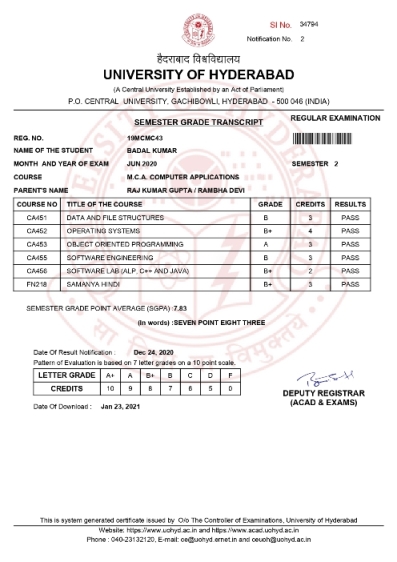 Sl No. 34794
Notification No. 2
हैदराबाद विश्वविद्यालय
UNIVERSITY OF HYDERABAD
(A Central University Established by an Act of Parliament)
P.O. CENTRAL UNIVERSITY, GACHIBOWLI, HYDERABAD - 500 046 (INDIA)
REGULAR EXAMINATION
SEMESTER GRADE TRANSCRIPT
REG. NO. 19MCMC43
NAME OF THE STUDENT BADAL KUMAR
MONTH AND YEAR OF EXAM JUN 2020 SEMESTER 2
COURSE M.C.A. COMPUTER APPLICATIONS
PARENT'S NAME RAJ KUMAR GUPTA / RAMBHA DEVI
COURSE NO TITLE OF THE COURSE GRADE CREDITS RESULTS
CA451 DATA AND FILE STRUCTURES B 3 PASS
CA452 OPERATING SYSTEMS B+ 4 PASS
CA453 OBJECT ORIENTED PROGRAMMING A 3 PASS
CA455 SOFTWARE ENGINEERING B 3 PASS
CA456 SOFTWARE LAB (ALP, C++ AND JAVA) B+ 2 PASS
FN218 SAMANYA HINDI B+ 3 PASS
SEMESTER GRADE POINT AVERAGE (SGPA) :7.83
(In words) :SEVEN POINT EIGHT THREE
Date Of Result Notification : Dec 24, 2020
Pattern of Evaluation is based on 7 letter grades on a 10 point scale.
LETTER GRADE A+ A B+ B C D F
CREDITS 10 9 8 7 6 5 0
DEPUTY REGISTRAR
(ACAD & EXAMS)
Date Of Download : Jan 23, 2021
This is system generated certificate issued by O/o The Controller of Examinations, University of Hyderabad
Website: https://www.uohyd.ac.in and https://www.acad.uohyd.ac.in
Phone : 040-23132120, E-mail: ce@uohyd.ernet.in and ceuoh@uohyd.ac.in